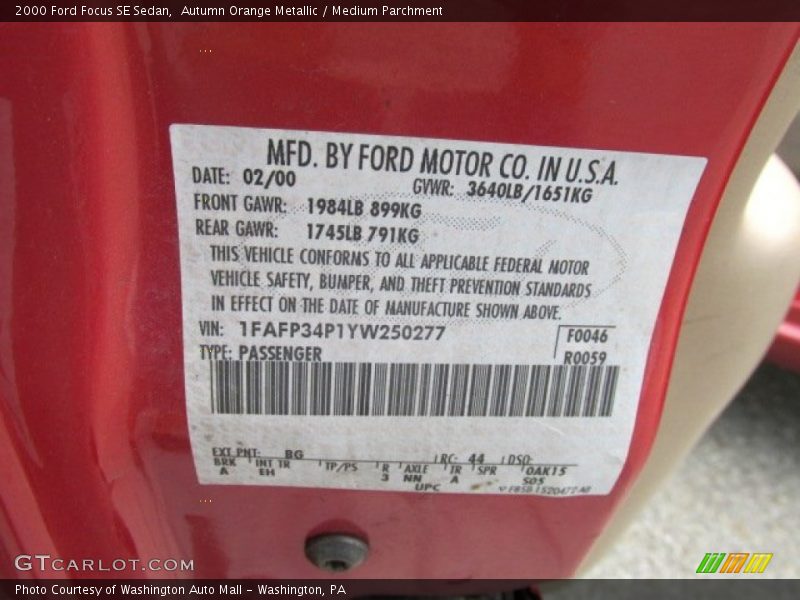 2000 Ford Focus SE Sedan,  Autumn Orange Metallic / Medium Parchment
MFD. BY FORD MOTOR CO. IN U.S.A.
DATE: 02/00
GVWR: 3640LB/1651KG
FRONT GAWR: 1984LB 899KG
REAR GAWR: 1745LB 791KG
THIS VEHICLE CONFORMS TO ALL APPLICABLE FEDERAL MOTOR
VEHICLE SAFETY, BUMPER, AND THEFT PREVENTION STANDARDS
IN EFFECT ON THE DATE OF MANUFACTURE SHOWN ABOVE.
VIN: 1FAFP34P1YW250277
F0046
TYPE: PASSENGER
R0059
EXT PNT: BG RC: 44 DSO:
BRK INT TR TP/PS R AXLE TR SPR 0AK15
A EH 3 NN A S05
UPC
GTCARLOT.COM
Photo Courtesy of Washington Auto Mall - Washington, PA